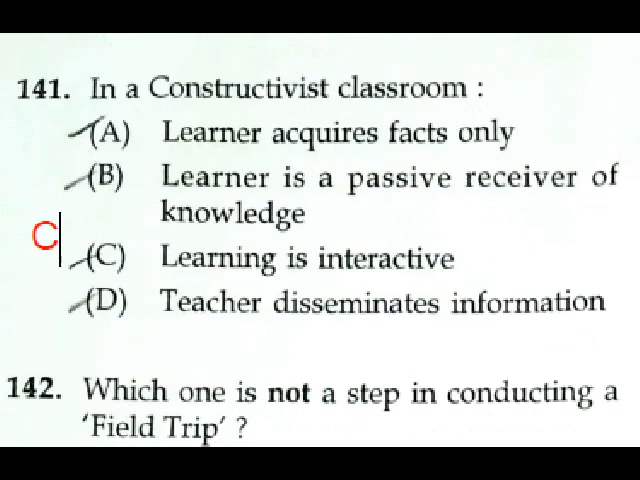 141. In a Constructivist classroom :
(A) Learner acquires facts only
(B) Learner is a passive receiver of
knowledge
C
(C) Learning is interactive
(D) Teacher disseminates information
142. Which one is not a step in conducting a
'Field Trip' ?